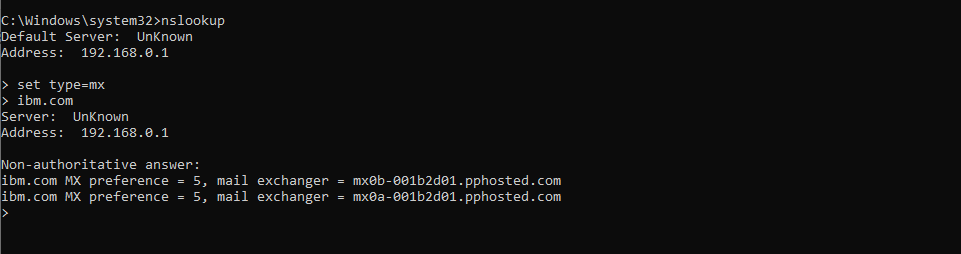 C:\Windows\system32>nslookup
Default Server:  UnKnown
Address:  192.168.0.1

> set type=mx
> ibm.com
Server:  UnKnown
Address:  192.168.0.1

Non-authoritative answer:
ibm.com MX preference = 5, mail exchanger = mx0b-001b2d01.pphosted.com
ibm.com MX preference = 5, mail exchanger = mx0a-001b2d01.pphosted.com
>